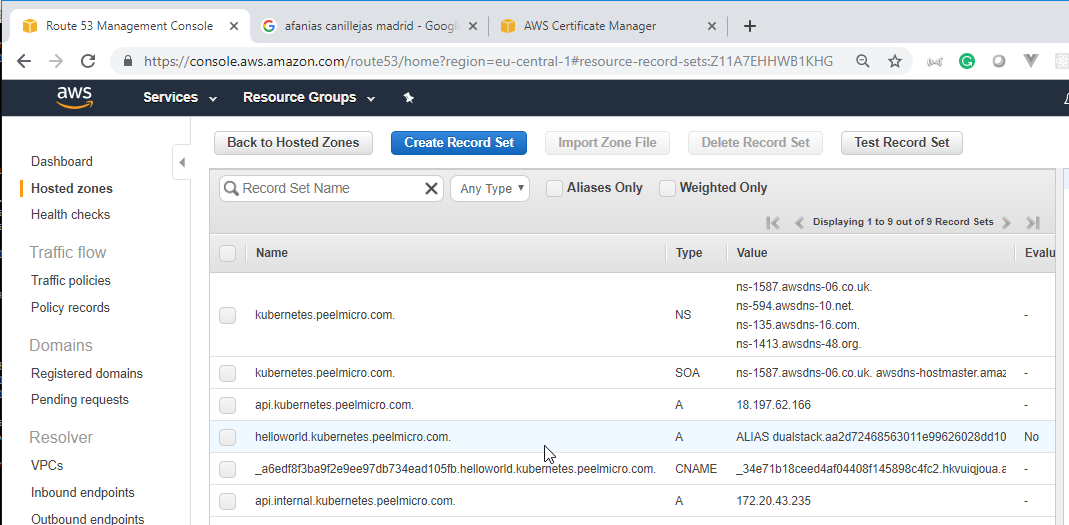 Route 53 Management Console
afanias canillejas madrid - Google
AWS Certificate Manager
https://console.aws.amazon.com/route53/home?region=eu-central-1#resource-record-sets:Z11A7EHHWB1KHG
aws
Services
Resource Groups
Dashboard
Hosted zones
Health checks
Traffic flow
Traffic policies
Policy records
Domains
Registered domains
Pending requests
Resolver
VPCs
Inbound endpoints
Outbound endpoints
Back to Hosted Zones
Create Record Set
Import Zone File
Delete Record Set
Test Record Set
Record Set Name
Any Type
Aliases Only
Weighted Only
Displaying 1 to 9 out of 9 Record Sets
Name Type Value Evalu
kubernetes.peelmicro.com. NS
ns-1587.awsdns-06.co.uk.
ns-594.awsdns-10.net.
ns-135.awsdns-16.com.
ns-1413.awsdns-48.org.
-
kubernetes.peelmicro.com. SOA ns-1587.awsdns-06.co.uk. awsdns-hostmaster.amaz -
api.kubernetes.peelmicro.com. A 18.197.62.166 -
helloworld.kubernetes.peelmicro.com. A ALIAS dualstack.aa2d72468563011e99626028dd10 No
_a6edf8f3ba9f2e9ee97db734ead105fb.helloworld.kubernetes.peelmicro.com. CNAME _34e71b18ceed4af04408f145898c4fc2.hkvuiqjoua.a -
api.internal.kubernetes.peelmicro.com. A 172.20.43.235 -